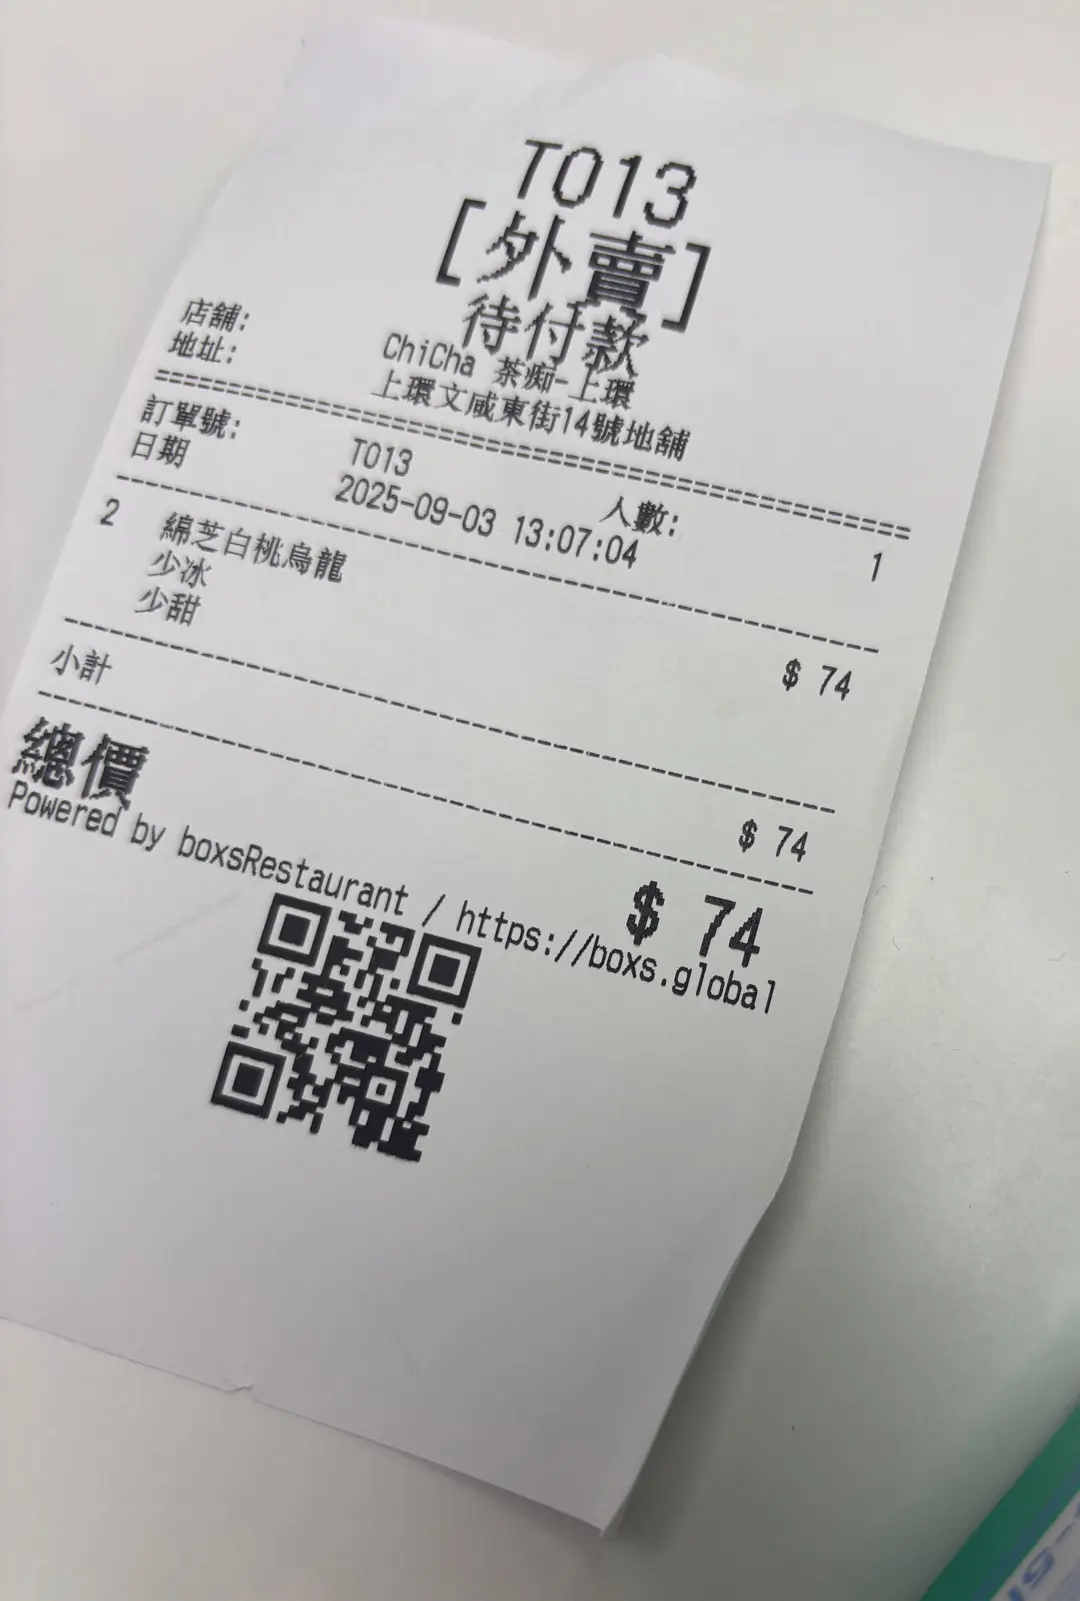 T013
[外賣]
待付款
店舖: ChiCha 茶痴-上環
地址: 上環文咸東街14號地舖
訂單號: T013 人數: 1
日期 2025-09-03 13:07:04
2 綿芝白桃烏龍 $ 74
少冰
少甜
小計 $ 74
總價 $ 74
Powered by boxsRestaurant / https://boxs.global